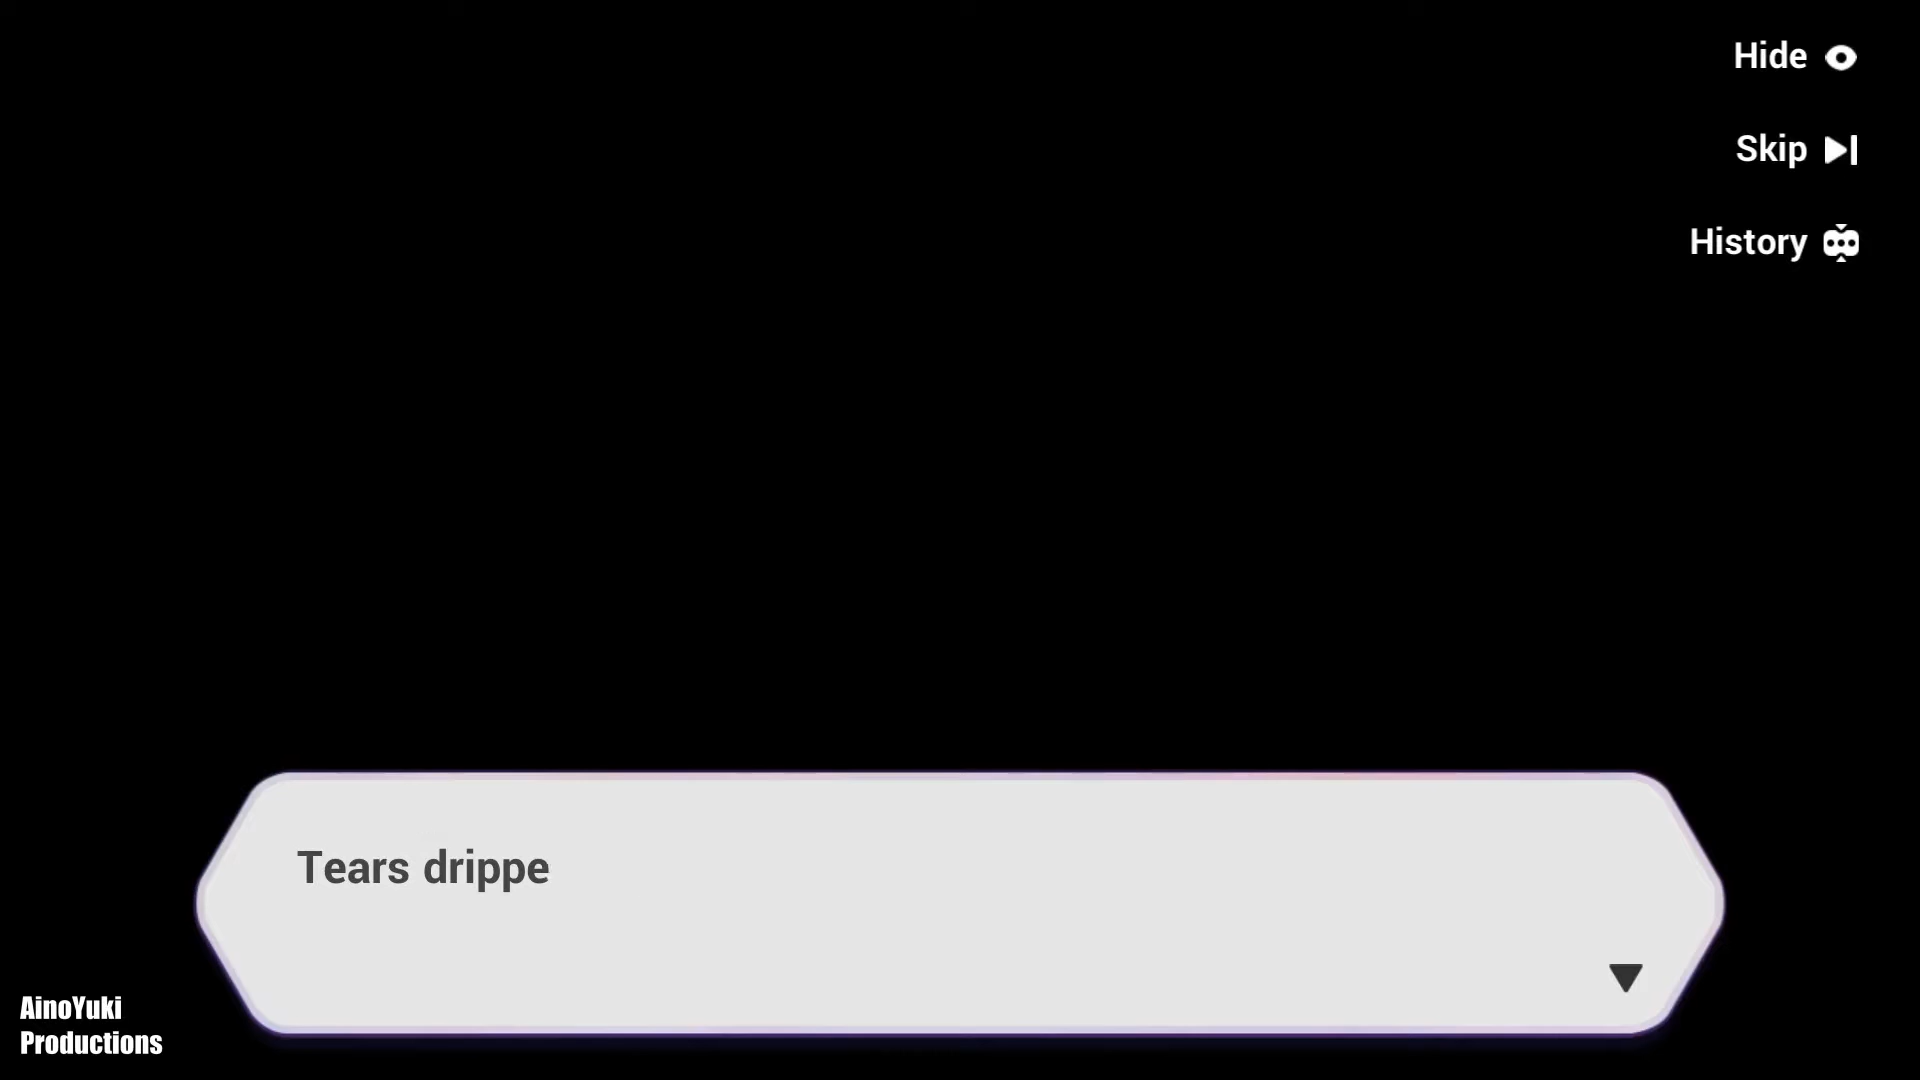 Hide
Skip
History
Tears drippe
AinoYuki
Productions